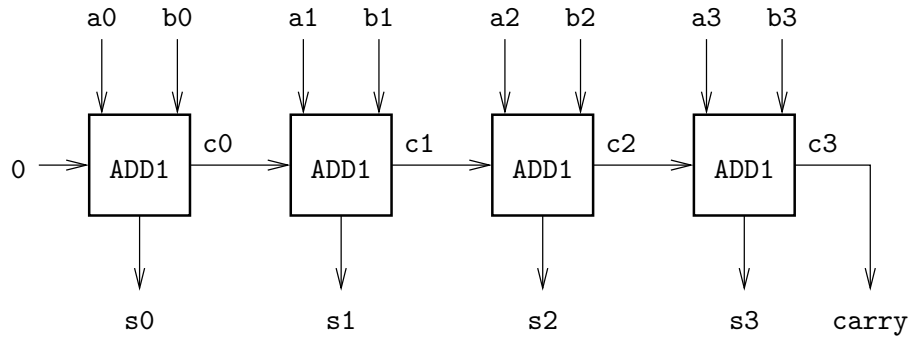 a0 b0 a1 b1 a2 b2 a3 b3
c0 c1 c2 c3
0 ADD1 ADD1 ADD1 ADD1
s0 s1 s2 s3 carry